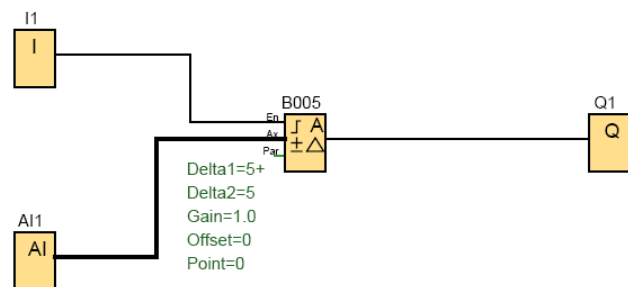 I1
I
B005
En
Ax
Par
A
Q1
Q
Delta1=5+
Delta2=5
Gain=1.0
Offset=0
Point=0
AI1
AI